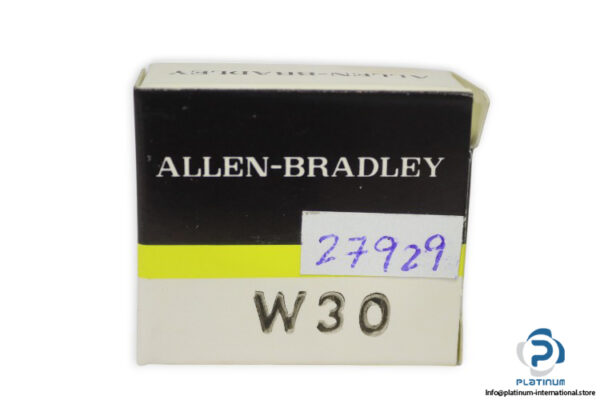 ALLEN-BRADLEY
ALLEN-BRADLEY
27929
W30
PLATINUM
Info@platinum-international.store